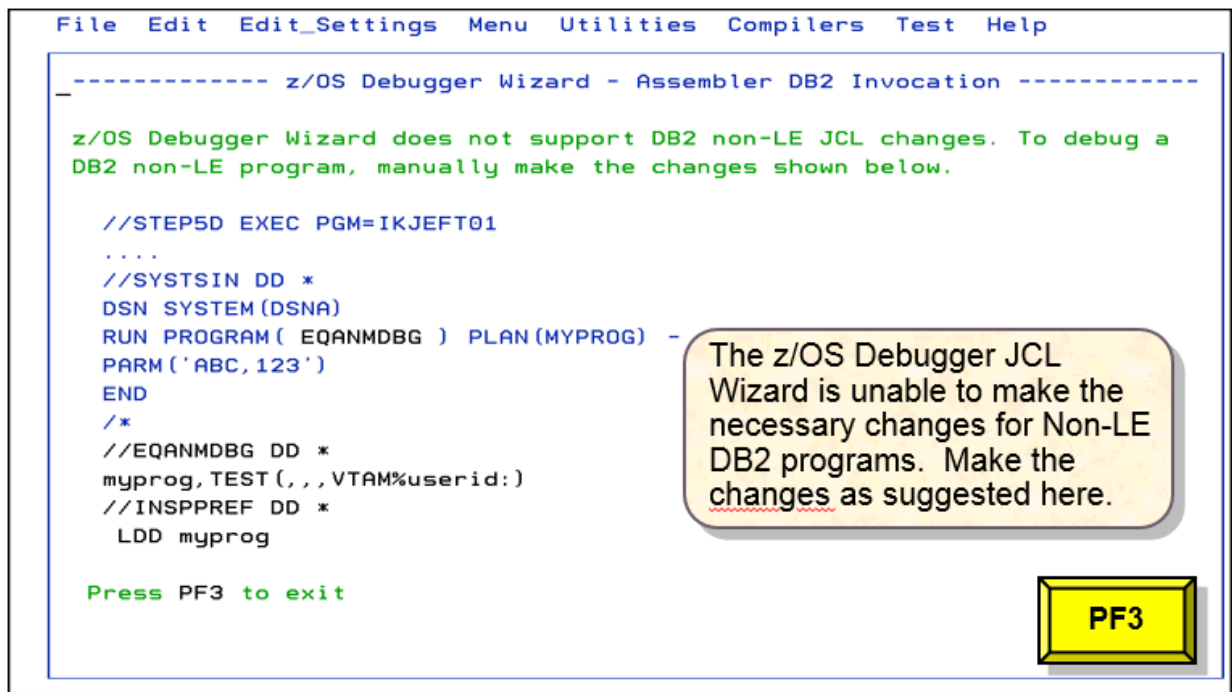 File Edit Edit_Settings Menu Utilities Compilers Test Help
_------------- z/OS Debugger Wizard - Assembler DB2 Invocation ------------
z/OS Debugger Wizard does not support DB2 non-LE JCL changes. To debug a
DB2 non-LE program, manually make the changes shown below.
//STEP5D EXEC PGM=IKJEFT01
....
//SYSTSIN DD *
DSN SYSTEM(DSNA)
RUN PROGRAM( EQANMDBG ) PLAN(MYPROG) -
PARM('ABC,123')
END
/*
//EQANMDBG DD *
myprog,TEST(,,,VTAM%userid:)
//INSPPREF DD *
LDD myprog
Press PF3 to exit
The z/OS Debugger JCL
Wizard is unable to make the
necessary changes for Non-LE
DB2 programs. Make the
changes as suggested here.
PF3